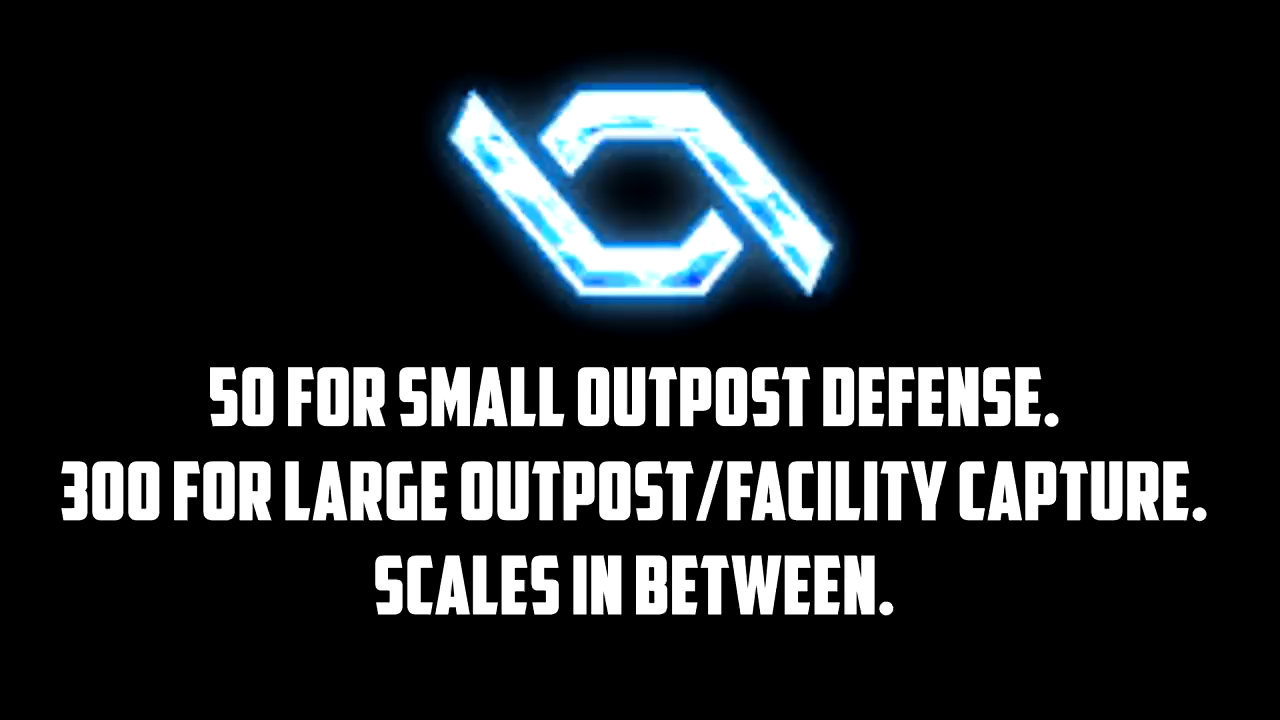 50 FOR SMALL OUTPOST DEFENSE.
300 FOR LARGE OUTPOST/FACILITY CAPTURE.
SCALES IN BETWEEN.